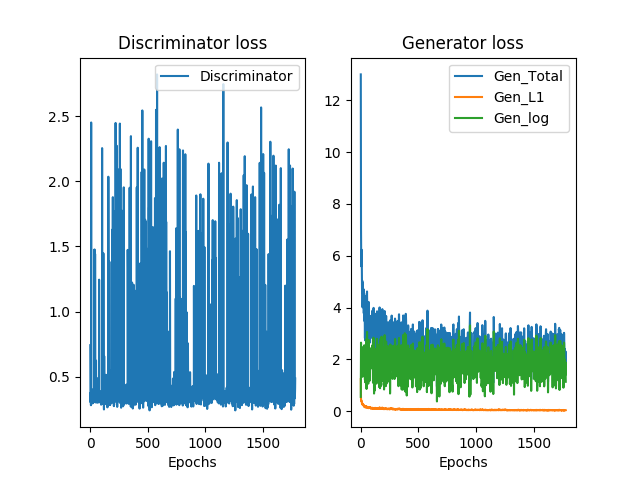 Discriminator loss
Discriminator
2.5
2.0
1.5
1.0
0.5
0
500
1000
1500
Epochs
Generator loss
Gen_Total
Gen_L1
Gen_log
12
10
8
6
4
2
0
0
500
1000
1500
Epochs